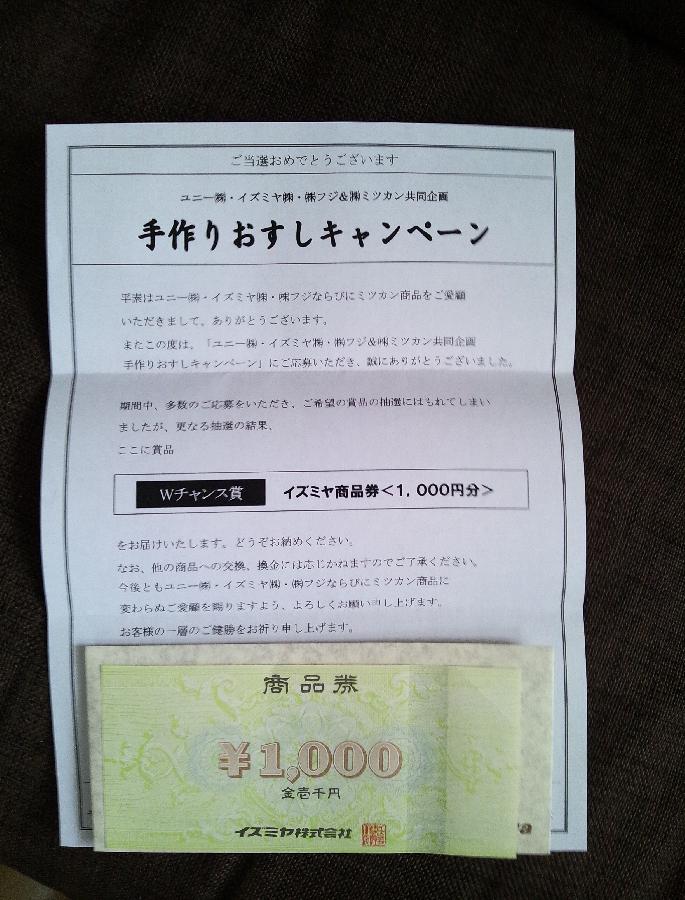 ご当選おめでとうございます
ユニー㈱・イズミヤ㈱・㈱フジ&㈱ミツカン共同企画
手作りおすしキャンペーン
平素はユニー㈱・イズミヤ㈱・㈱フジならびにミツカン商品をご愛顧
いただきまして、ありがとうございます。
またこの度は、「ユニー㈱・イズミヤ㈱・㈱フジ&㈱ミツカン共同企画
手作りおすしキャンペーン」にご応募いただき、誠にありがとうございました。
期間中、多数のご応募をいただき、ご希望の賞品の抽選にはもれてしまい
ましたが、更なる抽選の結果、
ここに賞品
Wチャンス賞 イズミヤ商品券<1,000円分>
をお届けいたします。どうぞお納めください。
なお、他の商品への交換、換金には応じかねますのでご了承ください。
今後ともユニー㈱・イズミヤ㈱・㈱フジならびにミツカン商品に
変わらぬご愛顧を賜りますよう、よろしくお願い申し上げます。
お客様の一層のご健勝をお祈り申し上げます。
商品券
¥1,000
金壱千円
イズミヤ株式会社